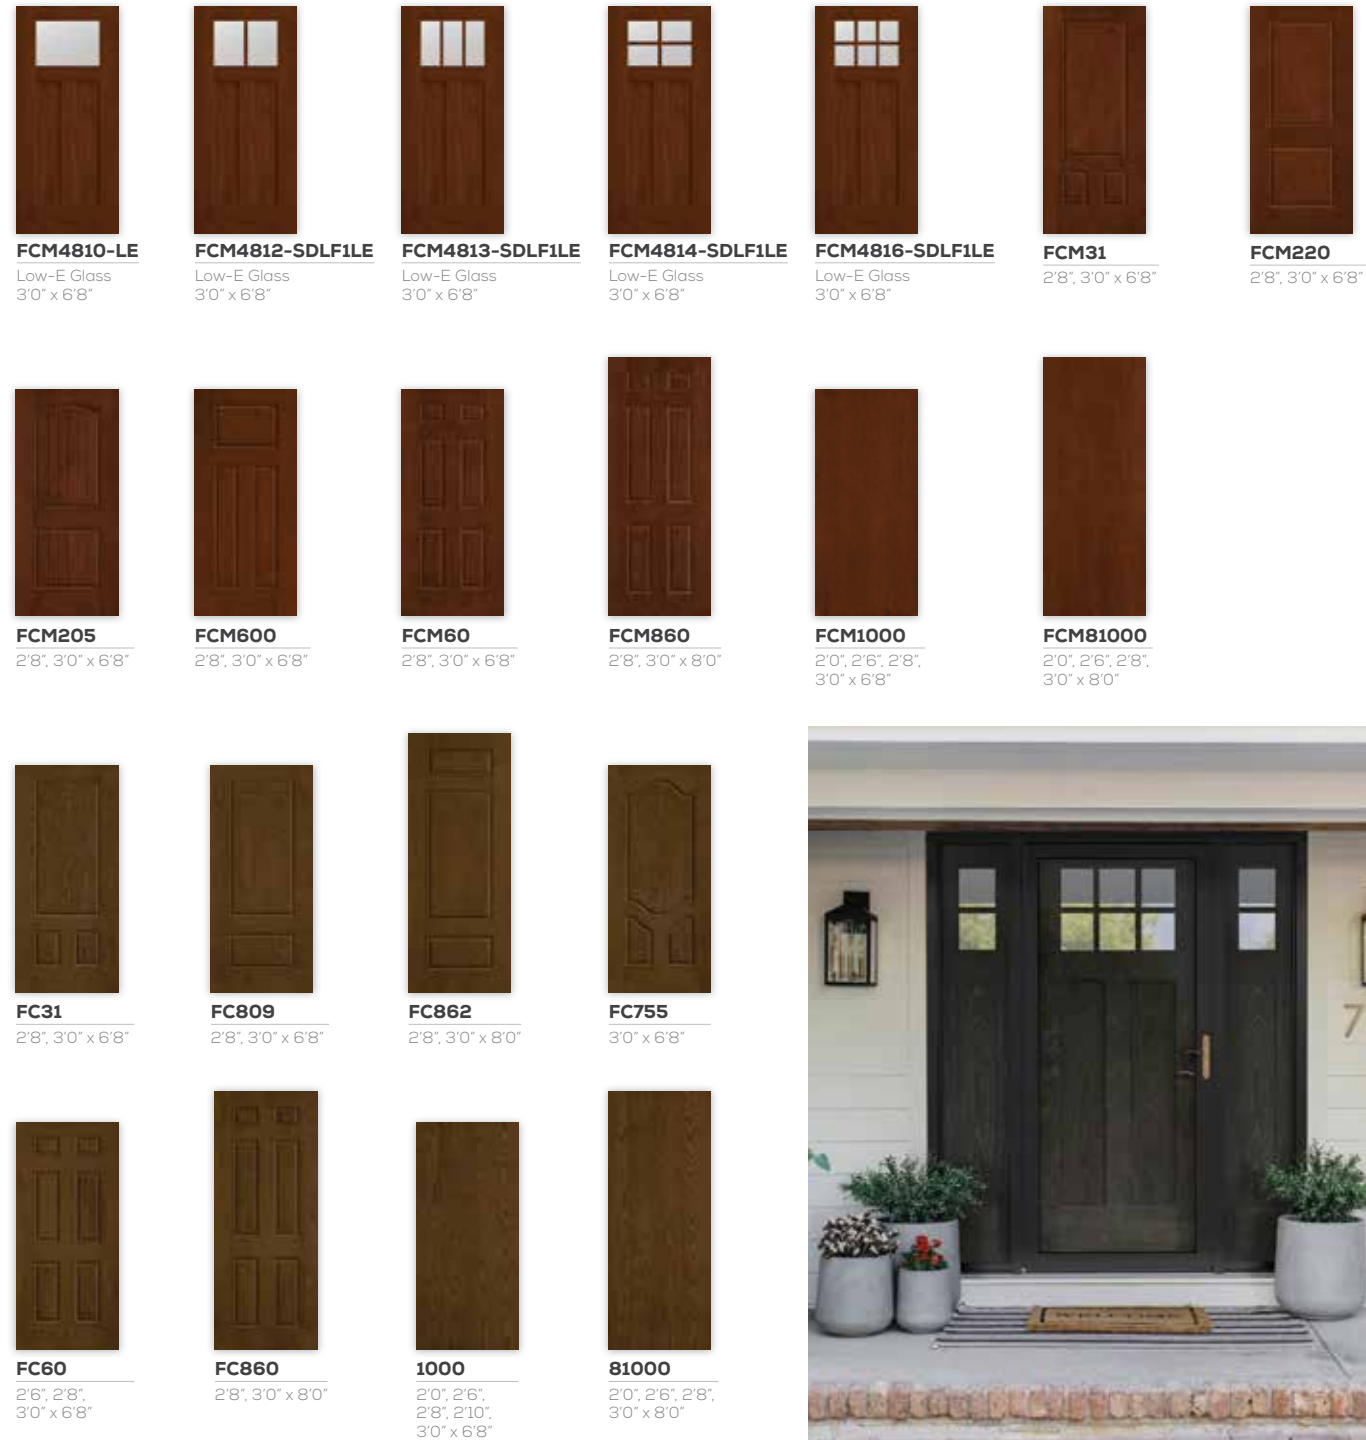 FCM4810-LE
Low-E Glass
3'0" x 6'8"
FCM4812-SDLF1LE
Low-E Glass
3'0" x 6'8"
FCM4813-SDLF1LE
Low-E Glass
3'0" x 6'8"
FCM4814-SDLF1LE
Low-E Glass
3'0" x 6'8"
FCM4816-SDLF1LE
Low-E Glass
3'0" x 6'8"
FCM31
2'8", 3'0" x 6'8"
FCM220
2'8", 3'0" x 6'8"
FCM205
2'8", 3'0" x 6'8"
FCM600
2'8", 3'0" x 6'8"
FCM60
2'8", 3'0" x 6'8"
FCM860
2'8", 3'0" x 8'0"
FCM1000
2'0", 2'6", 2'8",
3'0" x 6'8"
FCM81000
2'0", 2'6", 2'8",
3'0" x 8'0"
FC31
2'8", 3'0" x 6'8"
FC809
2'8", 3'0" x 6'8"
FC862
2'8", 3'0" x 8'0"
FC755
3'0" x 6'8"
7
WELCOME
FC60
2'6", 2'8",
3'0" x 6'8"
FC860
2'8", 3'0" x 8'0"
1000
2'0", 2'6",
2'8", 2'10",
3'0" x 6'8"
81000
2'0", 2'6", 2'8",
3'0" x 8'0"